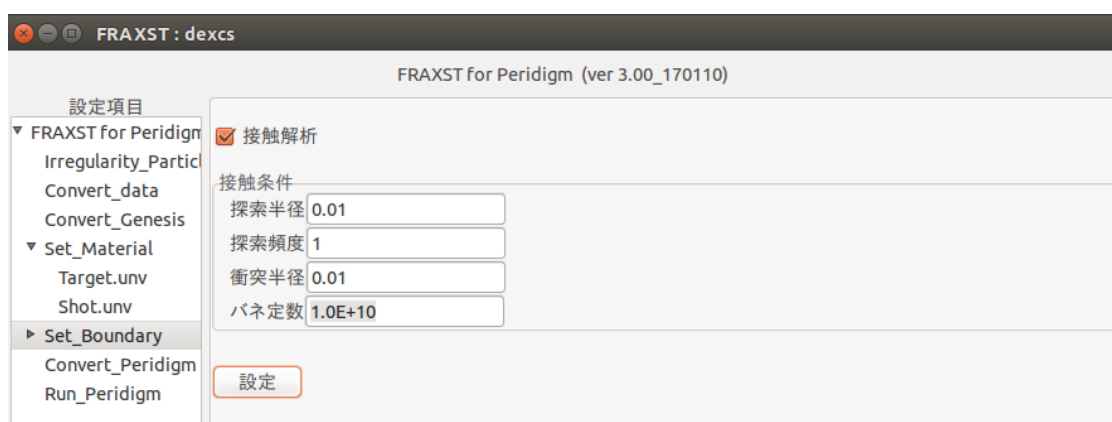 FRAXST : dexcs
FRAXST for Peridigm (ver 3.00_170110)
設定項目
FRAXST for Peridigm
Irregularity_Particl
Convert_data
Convert_Genesis
Set_Material
Target.unv
Shot.unv
Set_Boundary
Convert_Peridigm
Run_Peridigm
接触解析
接触条件
探索半径 0.01
探索頻度 1
衝突半径 0.01
バネ定数 1.0E+10
設定